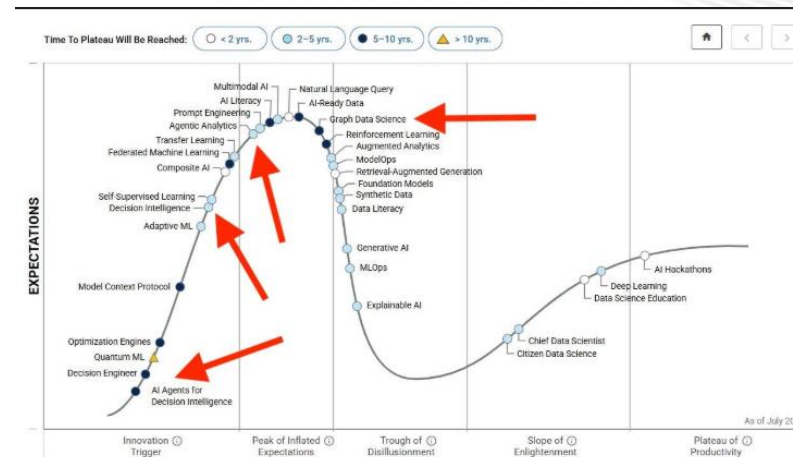 Time To Plateau Will Be Reached:
< 2 yrs.
2-5 yrs.
5-10 yrs.
> 10 yrs.
EXPECTATIONS
Multimodal AI
AI Literacy
Prompt Engineering
Agentic Analytics
Transfer Learning
Federated Machine Learning
Composite AI
Self-Supervised Learning
Decision Intelligence
Adaptive ML
Model Context Protocol
Optimization Engines
Quantum ML
Decision Engineer
AI Agents for
Decision Intelligence
Natural Language Query
AI-Ready Data
Graph Data Science
Reinforcement Learning
Augmented Analytics
ModelOps
Retrieval-Augmented Generation
Foundation Models
Synthetic Data
Data Literacy
Generative AI
MLOps
Explainable AI
AI Hackathons
Deep Learning
Data Science Education
Chief Data Scientist
Citizen Data Science
As of July 20
Innovation
Trigger
Peak of Inflated
Expectations
Trough of
Disillusionment
Slope of
Enlightenment
Plateau of
Productivity